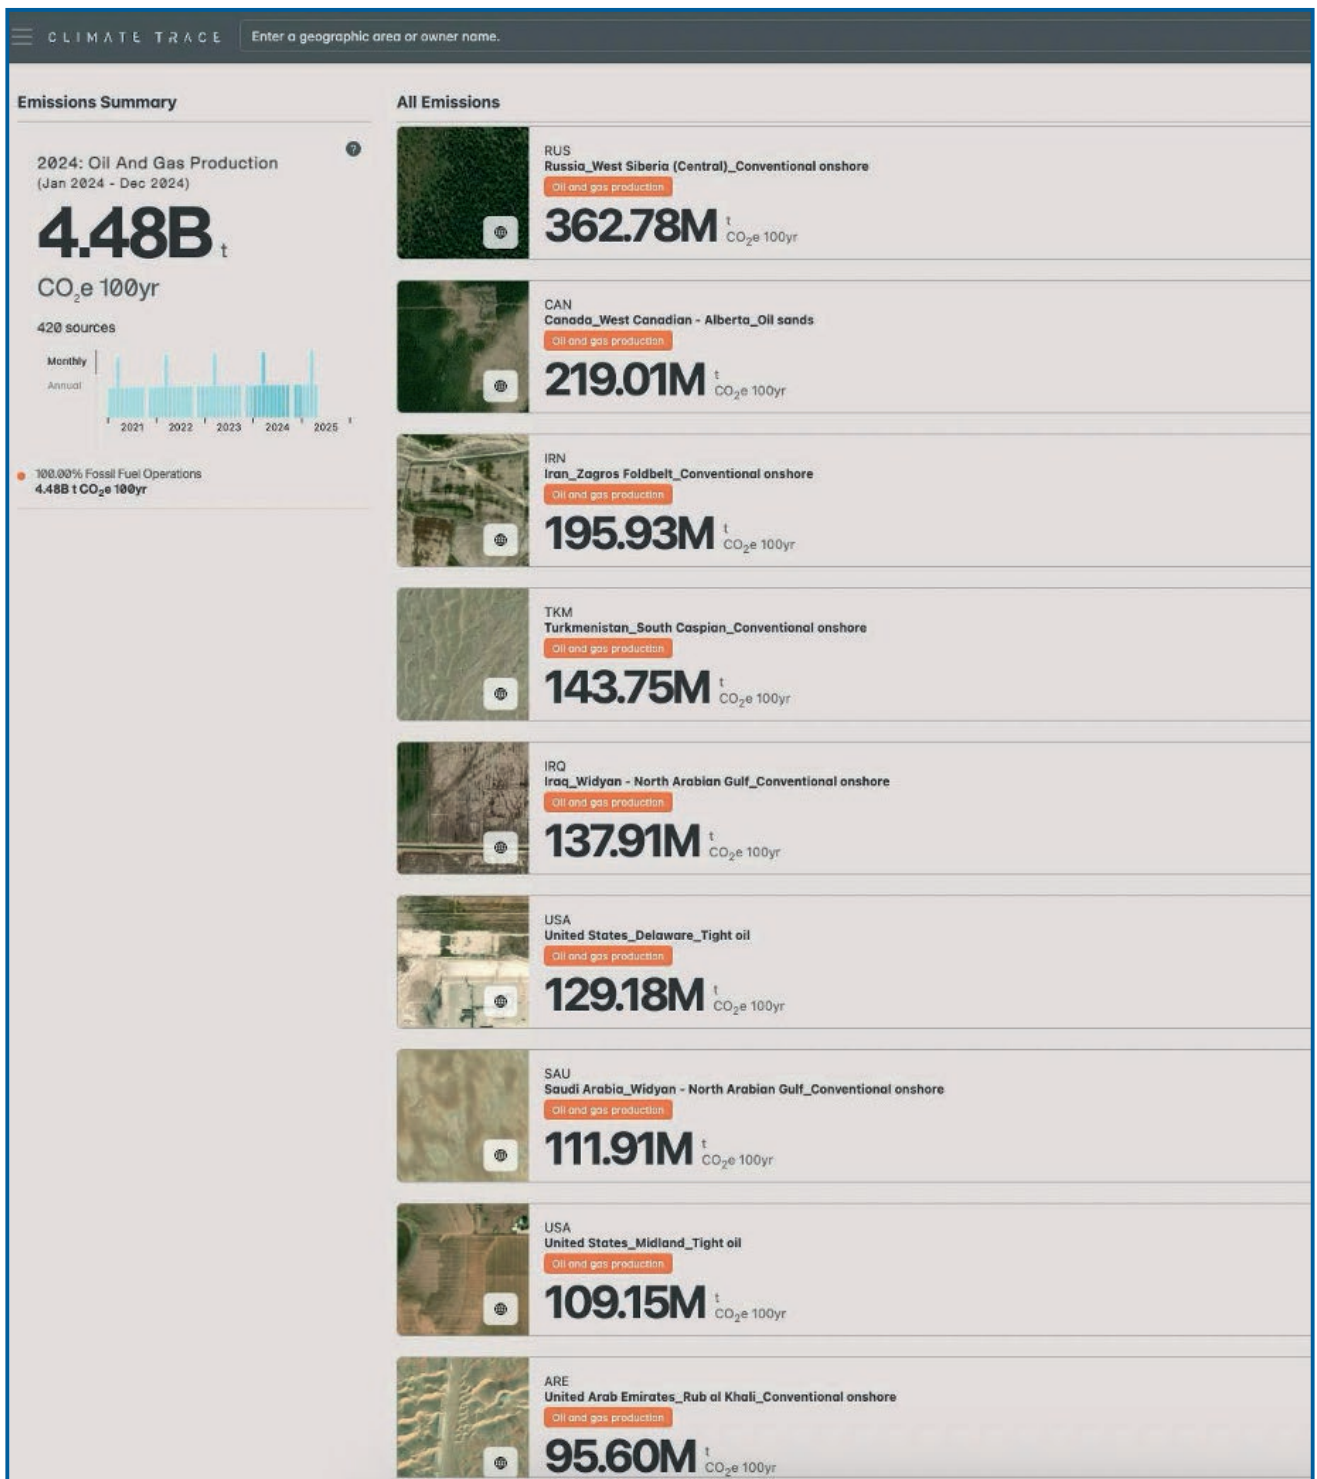 CLIMATE TRACE
Enter a geographic area or owner name.
Emissions Summary
2024: Oil And Gas Production
(Jan 2024 - Dec 2024)
4.48B t
CO₂e 100yr
420 sources
Monthly
Annual
2021 2022 2023 2024 2025
100.00% Fossil Fuel Operations
4.48B t CO₂e 100yr
All Emissions
RUS
Russia_West Siberia (Central)_Conventional onshore
Oil and gas production
362.78M t
CO₂e 100yr
CAN
Canada_West Canadian - Alberta_Oil sands
Oil and gas production
219.01M t
CO₂e 100yr
IRN
Iran_Zagros Foldbelt_Conventional onshore
Oil and gas production
195.93M t
CO₂e 100yr
TKM
Turkmenistan_South Caspian_Conventional onshore
Oil and gas production
143.75M t
CO₂e 100yr
IRQ
Iraq_Widyan - North Arabian Gulf_Conventional onshore
Oil and gas production
137.91M t
CO₂e 100yr
USA
United States_Delaware_Tight oil
Oil and gas production
129.18M t
CO₂e 100yr
SAU
Saudi Arabia_Widyan - North Arabian Gulf_Conventional onshore
Oil and gas production
111.91M t
CO₂e 100yr
USA
United States_Midland_Tight oil
Oil and gas production
109.15M t
CO₂e 100yr
ARE
United Arab Emirates_Rub al Khali_Conventional onshore
Oil and gas production
95.60M t
CO₂e 100yr